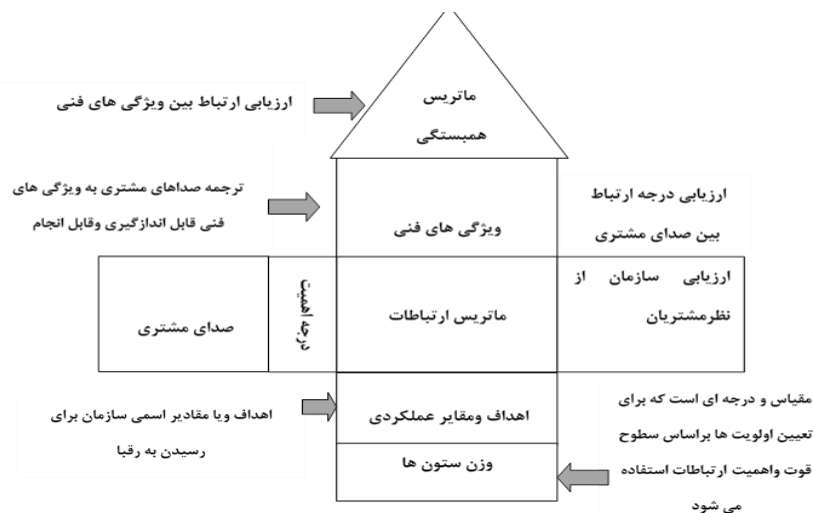 ماتریس
همبستگی
ارزیابی ارتباط بین ویژگی های فنی
ترجمه صداهای مشتری به ویژگی های
فنی قابل اندازگیری وقابل انجام
ویژگی های فنی
ارزیابی درجه ارتباط
بین صدای مشتری
ارزیابی سازمان از
نظرمشتریان
ماتریس ارتباطات
درجه اهمیت
صدای مشتری
اهداف ومقایر عملکردی
اهداف ویا مقادیر اسمی سازمان برای
رسیدن به رقبا
وزن ستون ها
مقیاس و درجه ای است که برای
تعیین اولویت ها براساس سطوح
قوت واهمیت ارتباطات استفاده
می شود